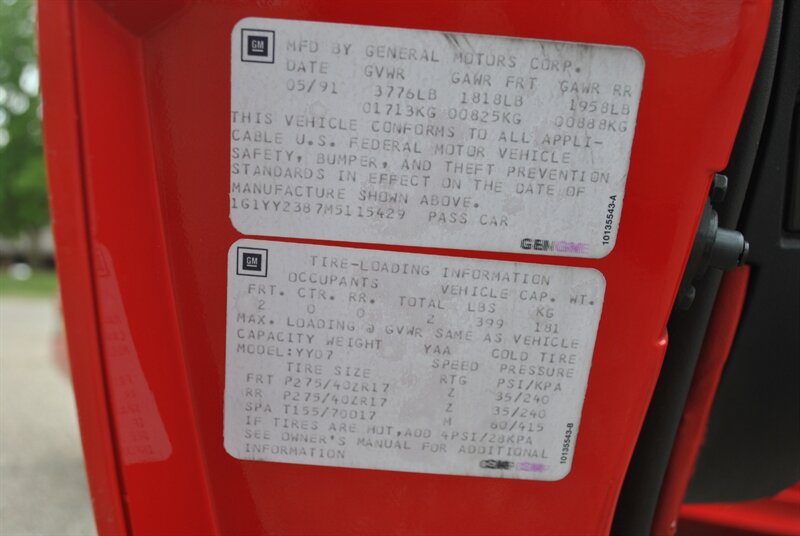 GM
MFD BY GENERAL MOTORS CORP.
DATE GVWR GAWR FRT GAWR RR
05/91 3776LB 1818LB 1958LB
01713KG 00825KG 00888KG
THIS VEHICLE CONFORMS TO ALL APPLI-
CABLE U.S. FEDERAL MOTOR VEHICLE
SAFETY, BUMPER, AND THEFT PREVENTION
STANDARDS IN EFFECT ON THE DATE OF
MANUFACTURE SHOWN ABOVE.
1G1YY2387M5115429 PASS CAR
10135543-A
GM
TIRE-LOADING INFORMATION
OCCUPANTS VEHICLE CAP. WT.
FRT. CTR. RR. TOTAL LBS KG
2 0 0 2 399 181
MAX. LOADING @ GVWR SAME AS VEHICLE
CAPACITY WEIGHT YAA COLD TIRE
MODEL:YY07 SPEED PRESSURE
TIRE SIZE RTG PSI/KPA
FRT P275/40ZR17 Z 35/240
RR P275/40ZR17 Z 35/240
SPA T155/70D17 M 60/415
IF TIRES ARE HOT,ADD 4PSI/28KPA
SEE OWNER'S MANUAL FOR ADDITIONAL
INFORMATION
10135543-B